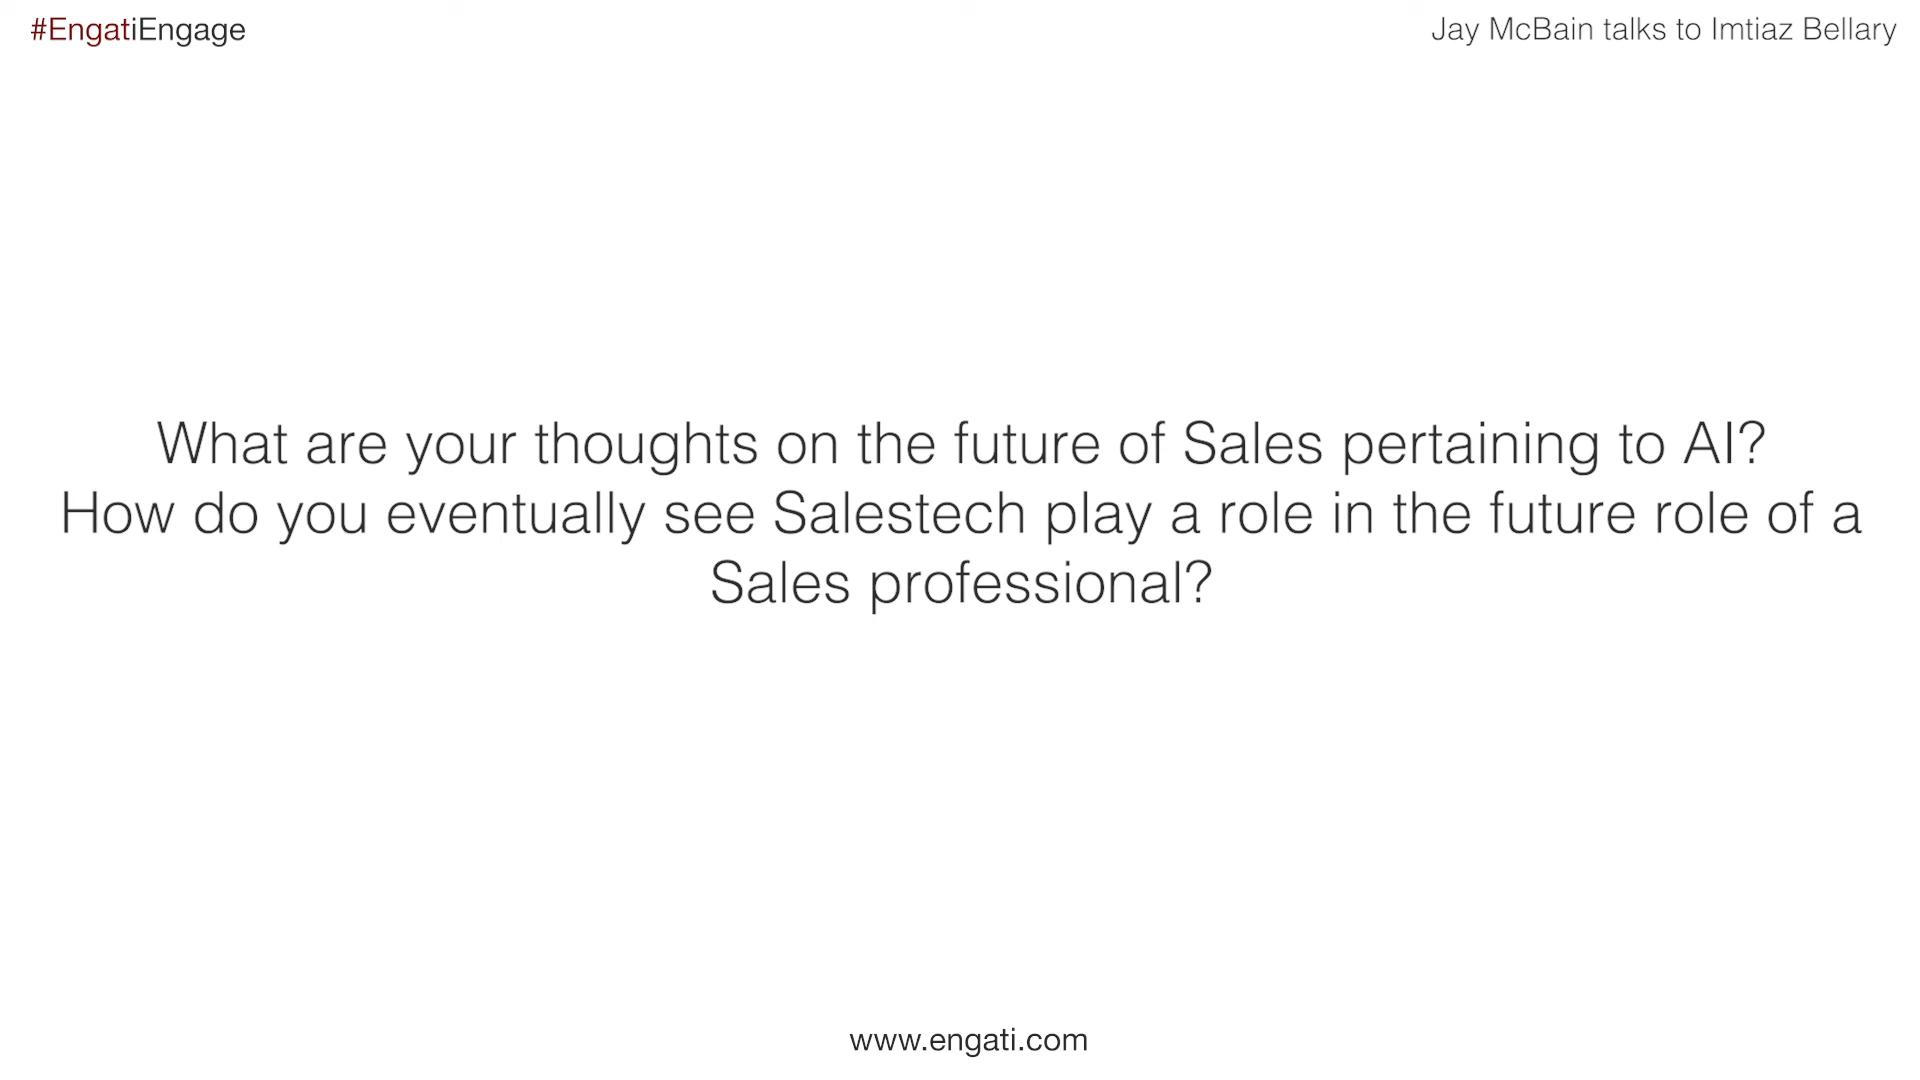 #EngatiEngage
Jay McBain talks to Imtiaz Bellary
What are your thoughts on the future of Sales pertaining to AI?
How do you eventually see Salestech play a role in the future role of a
Sales professional?
www.engati.com